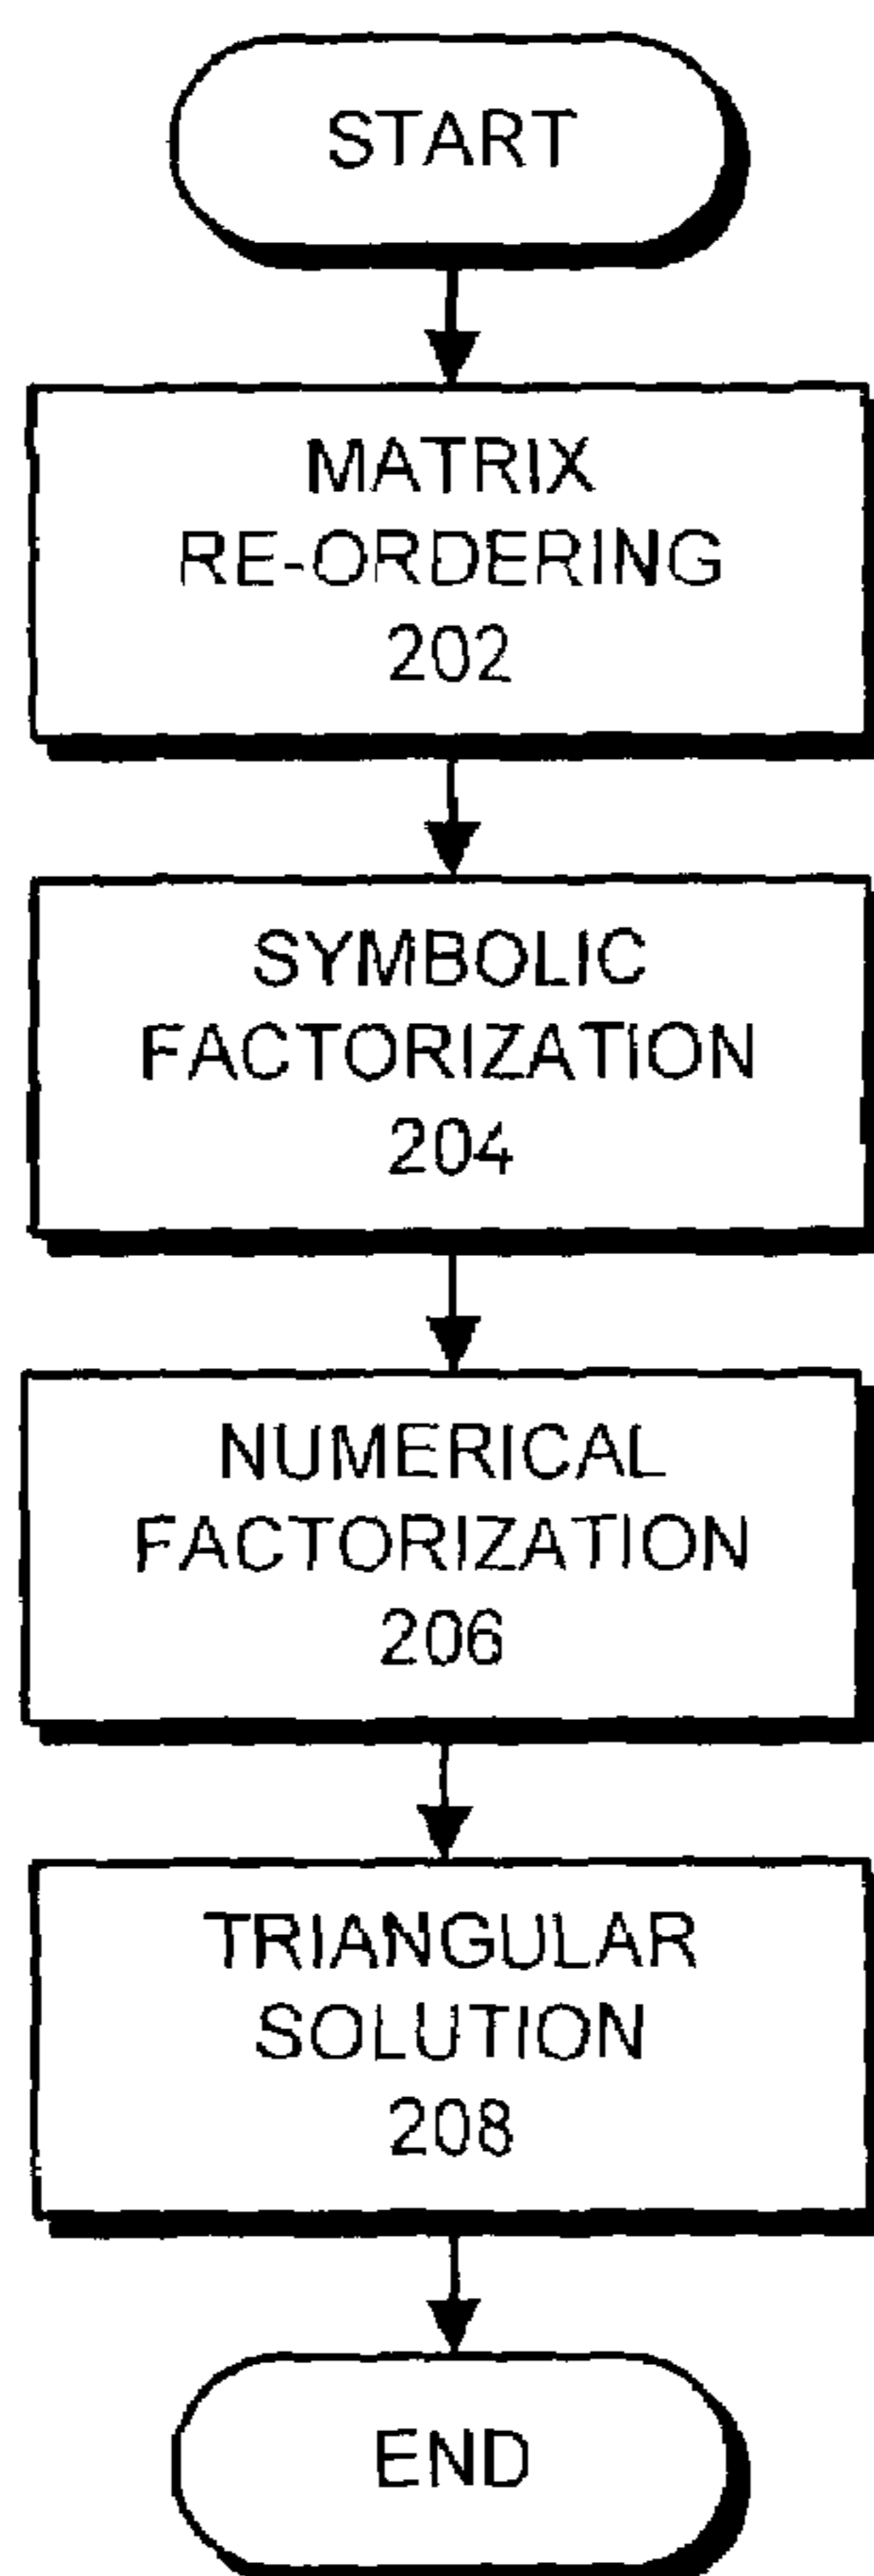 START
MATRIX
RE-ORDERING
202
SYMBOLIC
FACTORIZATION
204
NUMERICAL
FACTORIZATION
206
TRIANGULAR
SOLUTION
208
END